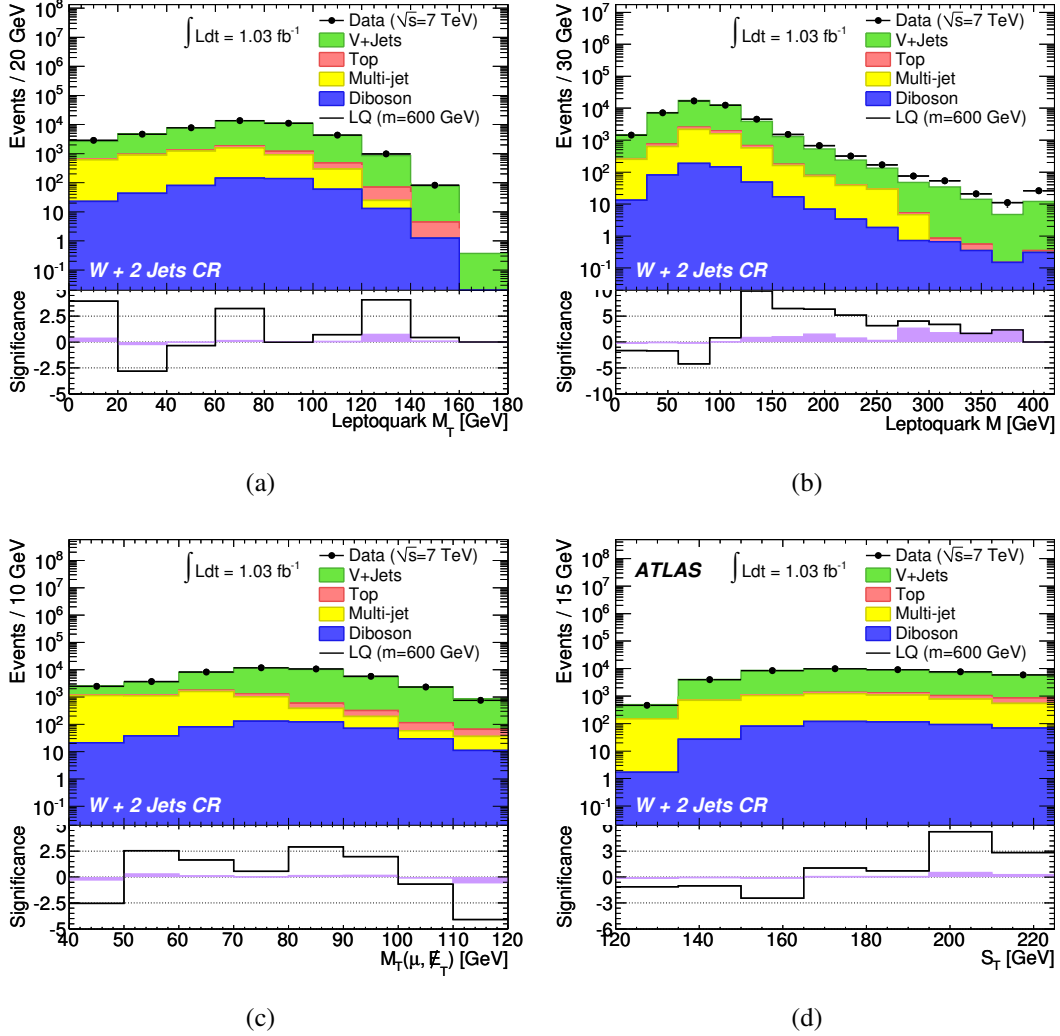 Events / 20 GeV
10^8
10^7
10^6
10^5
10^4
10^3
10^2
10
1
10^-1
∫ Ldt = 1.03 fb^-1
Data (√s=7 TeV)
V+Jets
Top
Multi-jet
Diboson
LQ (m=600 GeV)
W + 2 Jets CR
Significance
5
2.5
0
-2.5
-5
0 20 40 60 80 100 120 140 160 180
Leptoquark M_T [GeV]
(a)
Events / 30 GeV
10^7
10^6
10^5
10^4
10^3
10^2
10
1
10^-1
∫ Ldt = 1.03 fb^-1
Data (√s=7 TeV)
V+Jets
Top
Multi-jet
Diboson
LQ (m=600 GeV)
W + 2 Jets CR
Significance
10
5
0
-5
-10
0 50 100 150 200 250 300 350 400
Leptoquark M [GeV]
(b)
Events / 10 GeV
10^8
10^7
10^6
10^5
10^4
10^3
10^2
10
1
10^-1
∫ Ldt = 1.03 fb^-1
Data (√s=7 TeV)
V+Jets
Top
Multi-jet
Diboson
LQ (m=600 GeV)
W + 2 Jets CR
Significance
5
2.5
0
-2.5
-5
40 50 60 70 80 90 100 110 120
M_T(μ, E̸_T) [GeV]
(c)
Events / 15 GeV
10^8
10^7
10^6
10^5
10^4
10^3
10^2
10
1
10^-1
ATLAS
∫ Ldt = 1.03 fb^-1
Data (√s=7 TeV)
V+Jets
Top
Multi-jet
Diboson
LQ (m=600 GeV)
W + 2 Jets CR
Significance
6
3
0
-3
-6
120 140 160 180 200 220
S_T [GeV]
(d)